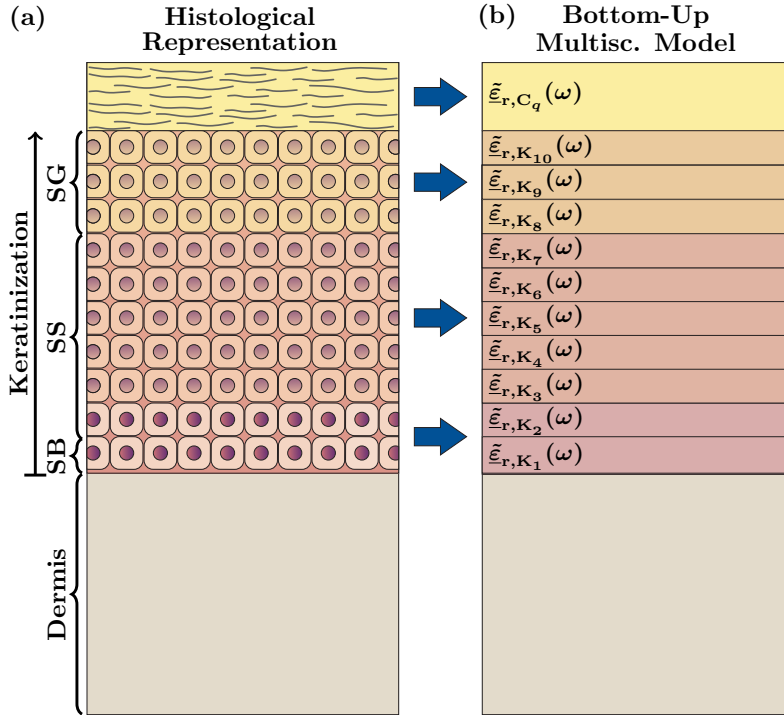 (a)
Histological
Representation
(b)
Bottom-Up
Multisc. Model
Keratinization
SG
SS
SB
Dermis
ε̲̃r,Cq(ω)
ε̲̃r,K10(ω)
ε̲̃r,K9(ω)
ε̲̃r,K8(ω)
ε̲̃r,K7(ω)
ε̲̃r,K6(ω)
ε̲̃r,K5(ω)
ε̲̃r,K4(ω)
ε̲̃r,K3(ω)
ε̲̃r,K2(ω)
ε̲̃r,K1(ω)